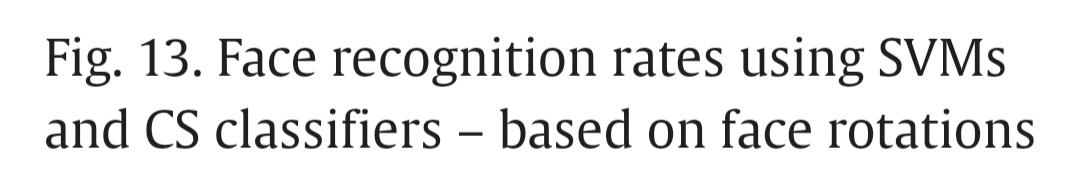 Fig. 13. Face recognition rates using SVMs
and CS classifiers – based on face rotations